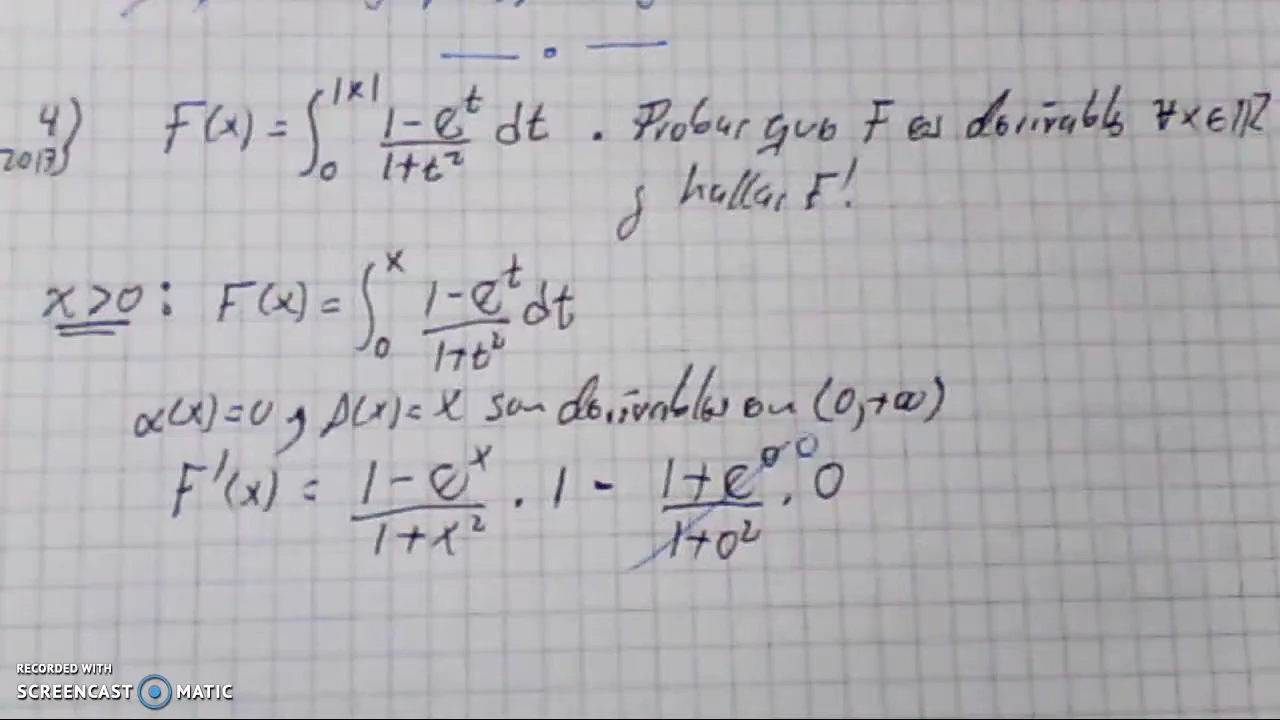 4) F(x) = ∫₀^|x| (1-e^t)/(1+t²) dt . Probar que F es derivable ∀x∈ℝ
2017) y hallar F'.
x>0: F(x) = ∫₀^x (1-e^t)/(1+t²) dt
α(x)=0 y β(x)=x son derivables en (0,+∞)
F'(x) = (1-e^x)/(1+x²) . 1 - (1+e^0)/(1+0²) . 0 0
RECORDED WITH
SCREENCAST MATIC